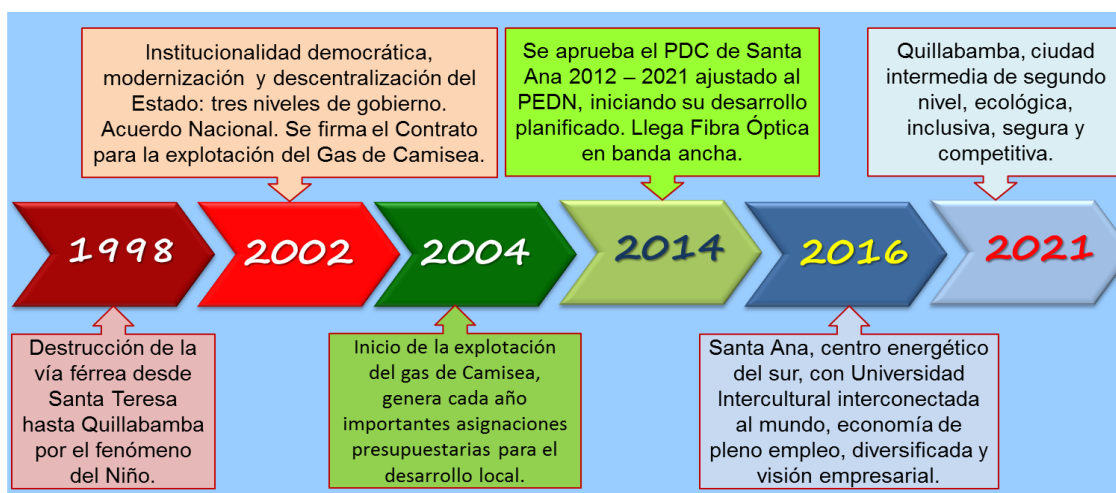 Institucionalidad democrática,
modernización y descentralización del
Estado: tres niveles de gobierno.
Acuerdo Nacional. Se firma el Contrato
para la explotación del Gas de Camisea.
Se aprueba el PDC de Santa
Ana 2012 – 2021 ajustado al
PEDN, iniciando su desarrollo
planificado. Llega Fibra Óptica
en banda ancha.
Quillabamba, ciudad
intermedia de segundo
nivel, ecológica,
inclusiva, segura y
competitiva.
1998
2002
2004
2014
2016
2021
Destrucción de la
vía férrea desde
Santa Teresa
hasta Quillabamba
por el fenómeno
del Niño.
Inicio de la explotación
del gas de Camisea,
genera cada año
importantes asignaciones
presupuestarias para el
desarrollo local.
Santa Ana, centro energético
del sur, con Universidad
Intercultural interconectada
al mundo, economía de
pleno empleo, diversificada y
visión empresarial.